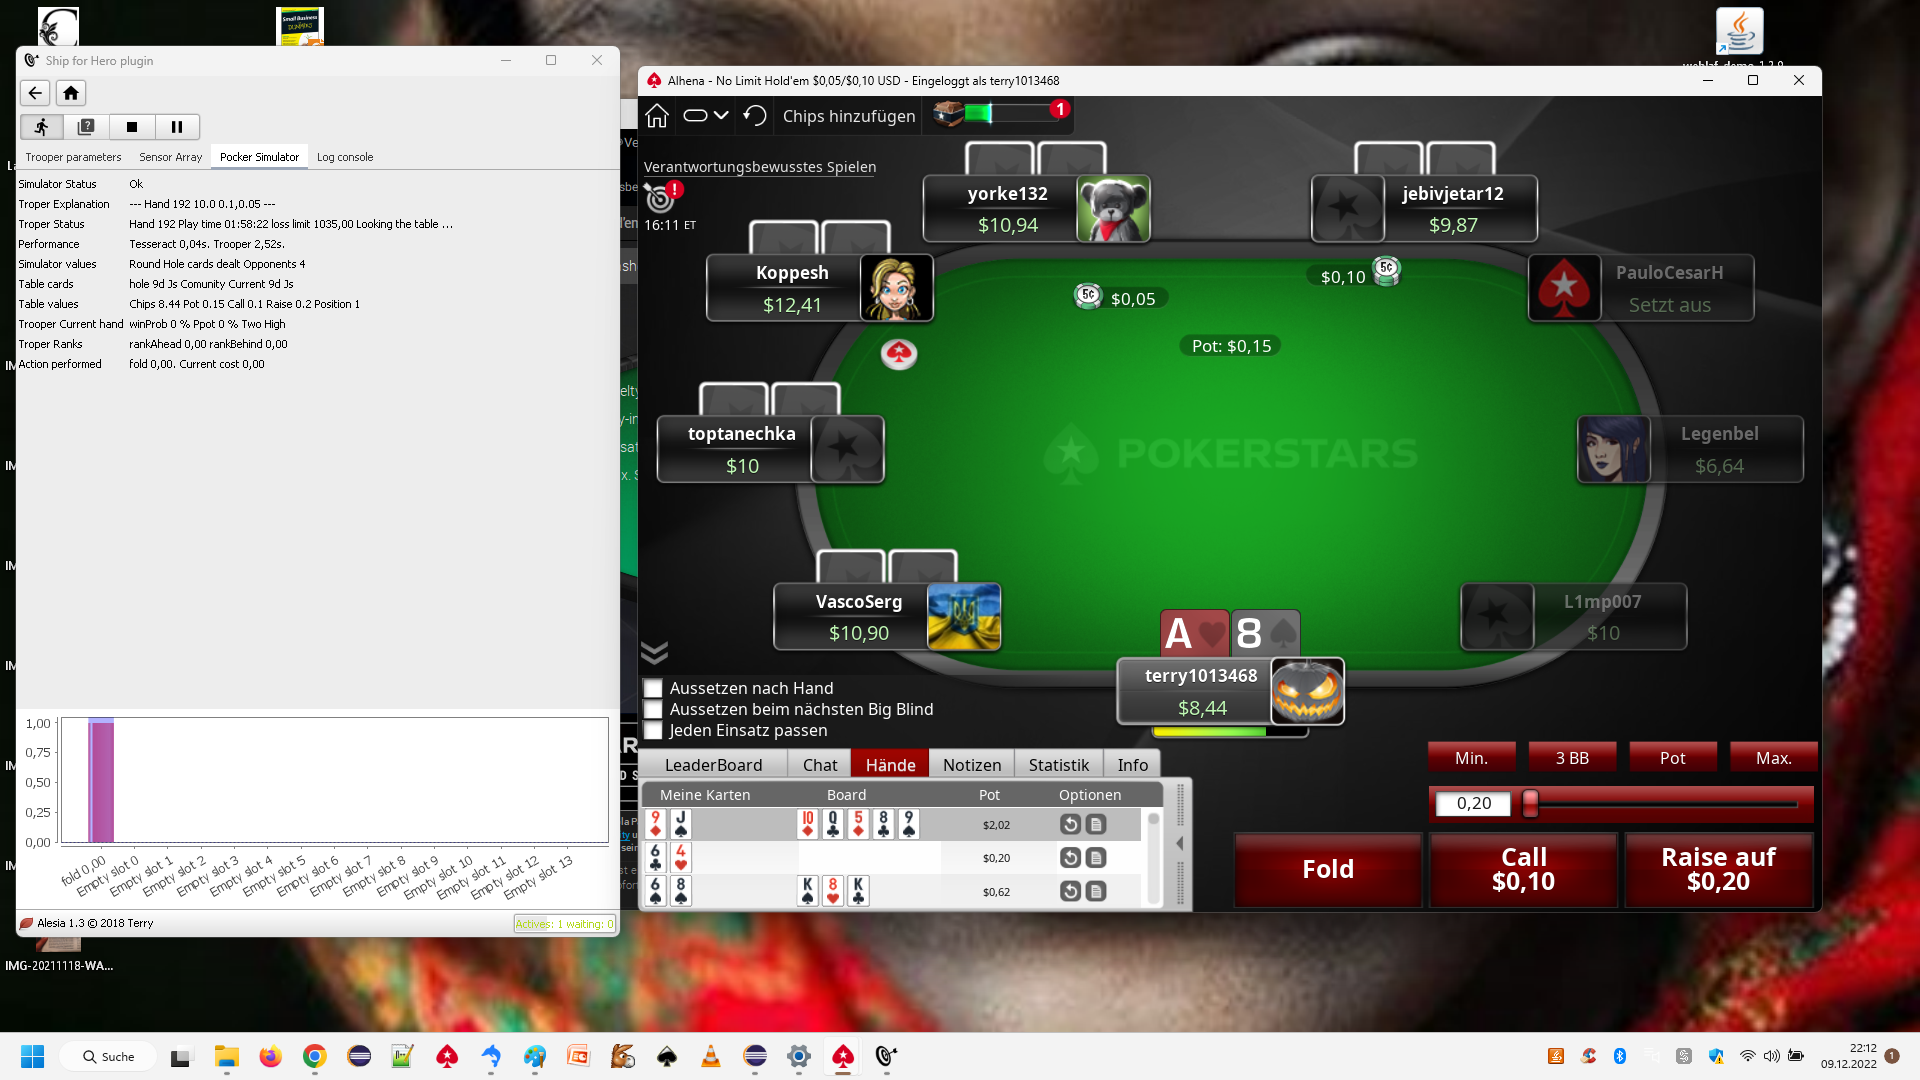 Small Business
DUMMIES
Ship for Hero plugin
Trooper parameters
Sensor Array
Pocker Simulator
Log console
Simulator Status Ok
Troper Explanation --- Hand 192 10.0 0.1,0.05 ---
Troper Status Hand 192 Play time 01:58:22 loss limit 1035,00 Looking the table ...
Performance Tesseract 0,04s. Trooper 2,52s.
Simulator values Round Hole cards dealt Opponents 4
Table cards hole 9d Js Comunity Current 9d Js
Table values Chips 8.44 Pot 0.15 Call 0.1 Raise 0.2 Position 1
Trooper Current hand winProb 0 % Ppot 0 % Two High
Troper Ranks rankAhead 0,00 rankBehind 0,00
Action performed fold 0,00. Current cost 0,00
1,00
0,75
0,50
0,25
0,00
fold 0,00
Empty slot 0
Empty slot 1
Empty slot 2
Empty slot 3
Empty slot 4
Empty slot 5
Empty slot 6
Empty slot 7
Empty slot 8
Empty slot 9
Empty slot 10
Empty slot 11
Empty slot 12
Empty slot 13
Alesia 1.3 © 2018 Terry
Actives: 1 waiting: 0
IMG-20211118-WA...
Alhena - No Limit Hold'em $0,05/$0,10 USD - Eingeloggt als terry1013468
Chips hinzufügen
1
Verantwortungsbewusstes Spielen
!
16:11 ET
yorke132
$10,94
jebivjetar12
$9,87
Koppesh
$12,41
PauloCesarH
Setzt aus
5¢ $0,05
$0,10 5¢
Pot: $0,15
toptanechka
$10
POKERSTARS
Legenbel
$6,64
VascoSerg
$10,90
A 8
L1mp007
$10
terry1013468
$8,44
Aussetzen nach Hand
Aussetzen beim nächsten Big Blind
Jeden Einsatz passen
LeaderBoard
Chat
Hände
Notizen
Statistik
Info
Meine Karten Board Pot Optionen
9 J 10 Q 5 8 9 $2,02
6 4 $0,20
6 8 K 8 K $0,62
Min.
3 BB
Pot
Max.
0,20
Fold
Call
$0,10
Raise auf
$0,20
Suche
22:12
09.12.2022
1